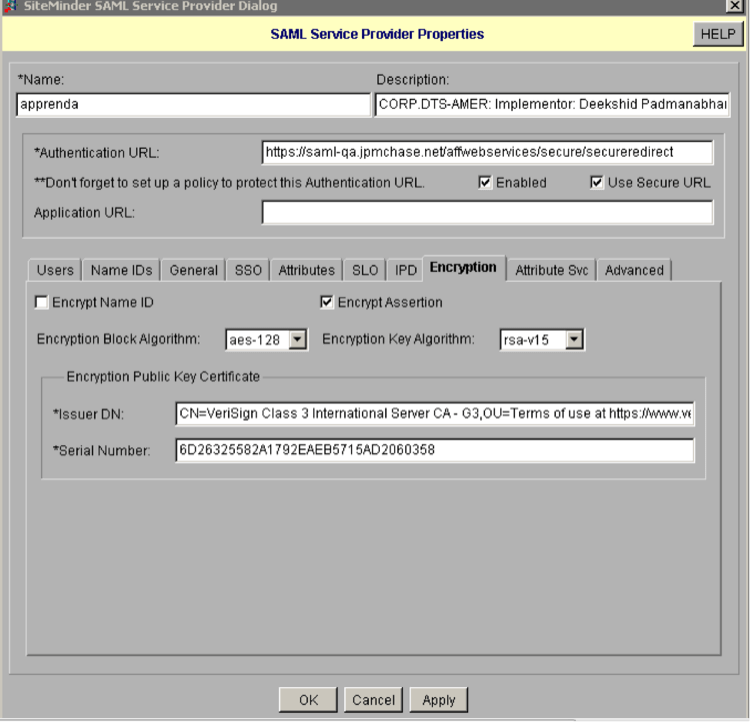 SiteMinder SAML Service Provider Dialog
SAML Service Provider Properties
HELP
*Name:
Description:
apprenda
CORP.DTS-AMER: Implementor: Deekshid Padmanabhan
*Authentication URL:
https://saml-qa.jpmchase.net/affwebservices/secure/secureredirect
**Don't forget to set up a policy to protect this Authentication URL.
Enabled
Use Secure URL
Application URL:
Users Name IDs General SSO Attributes SLO IPD Encryption Attribute Svc Advanced
Encrypt Name ID
Encrypt Assertion
Encryption Block Algorithm: aes-128 Encryption Key Algorithm: rsa-v15
Encryption Public Key Certificate
*Issuer DN: CN=VeriSign Class 3 International Server CA - G3,OU=Terms of use at https://www.ve
*Serial Number: 6D26325582A1792EAEB5715AD2060358
OK Cancel Apply